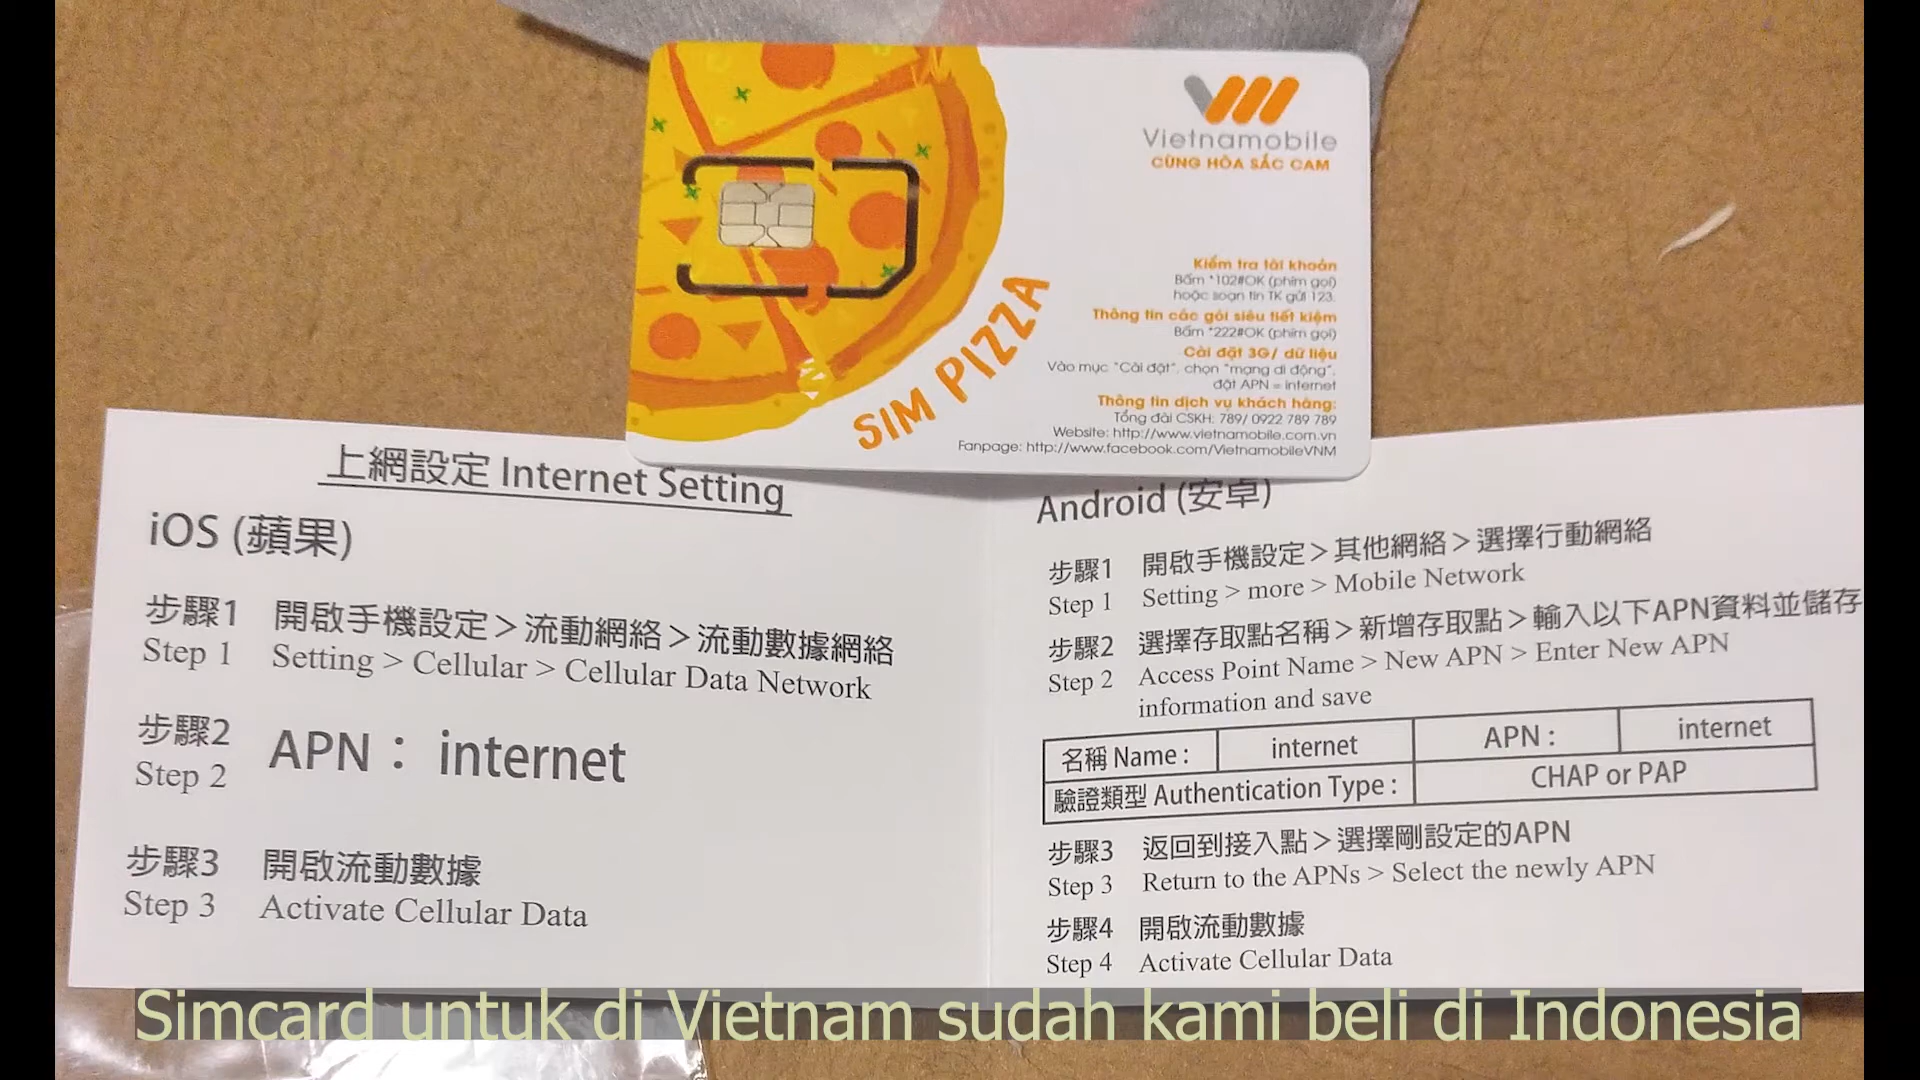 Vietnamobile
CÙNG HÒA SẮC CAM
Kiểm tra tài khoản
Bấm *102#OK (phím gọi)
hoặc soạn tin TK gửi 123.
Thông tin các gói siêu tiết kiệm
Bấm *222#OK (phím gọi)
Cài đặt 3G/ dữ liệu
Vào mục "Cài đặt", chọn "mạng di động",
đặt APN = internet
Thông tin dịch vụ khách hàng:
Tổng đài CSKH: 789/ 0922 789 789
Website: http://www.vietnamobile.com.vn
Fanpage: http://www.facebook.com/VietnamobileVNM
SIM PIZZA
上網設定 Internet Setting
iOS (蘋果)
步驟1 開啟手機設定 > 流動網絡 > 流動數據網絡
Step 1 Setting > Cellular > Cellular Data Network
步驟2
Step 2
APN : internet
步驟3 開啟流動數據
Step 3 Activate Cellular Data
Android (安卓)
步驟1 開啟手機設定 > 其他網絡 > 選擇行動網絡
Step 1 Setting > more > Mobile Network
步驟2 選擇存取點名稱 > 新增存取點 > 輸入以下APN資料並儲存
Step 2 Access Point Name > New APN > Enter New APN
information and save
名稱 Name : internet APN : internet
驗證類型 Authentication Type : CHAP or PAP
步驟3 返回到接入點 > 選擇剛設定的APN
Step 3 Return to the APNs > Select the newly APN
步驟4 開啟流動數據
Step 4 Activate Cellular Data
Simcard untuk di Vietnam sudah kami beli di Indonesia